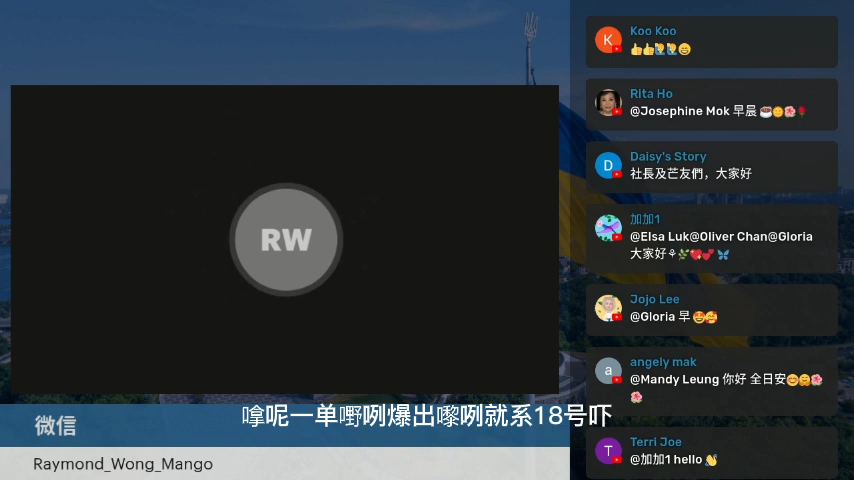 RW
嗱呢一单嘢咧爆出嚟咧就系18号吓
微信
Raymond_Wong_Mango
K
Koo Koo
👍👍🙋🙋😄
Rita Ho
@Josephine Mok 早晨 ☕🌞🌸🌹
D
Daisy's Story
社長及芒友們，大家好
加加1
@Elsa Luk@Oliver Chan@Gloria
大家好⚘🌿💖💕 🦋
Jojo Lee
@Gloria 早 😍🥰
a
angely mak
@Mandy Leung 你好 全日安😊🤗🌸
🌸
T
Terri Joe
@加加1 hello 👋